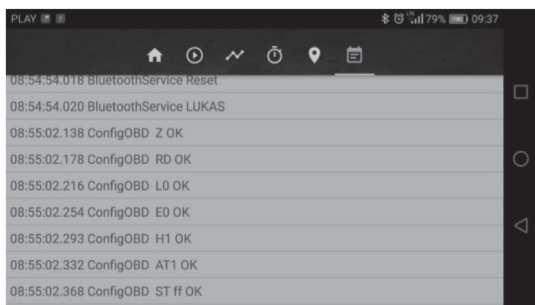 PLAY LTE 79% 09:37
08:54:54.018 BluetoothService Reset
08:54:54.020 BluetoothService LUKAS
08:55:02.138 ConfigOBD Z OK
08:55:02.178 ConfigOBD RD OK
08:55:02.216 ConfigOBD L0 OK
08:55:02.254 ConfigOBD E0 OK
08:55:02.293 ConfigOBD H1 OK
08:55:02.332 ConfigOBD AT1 OK
08:55:02.368 ConfigOBD ST ff OK